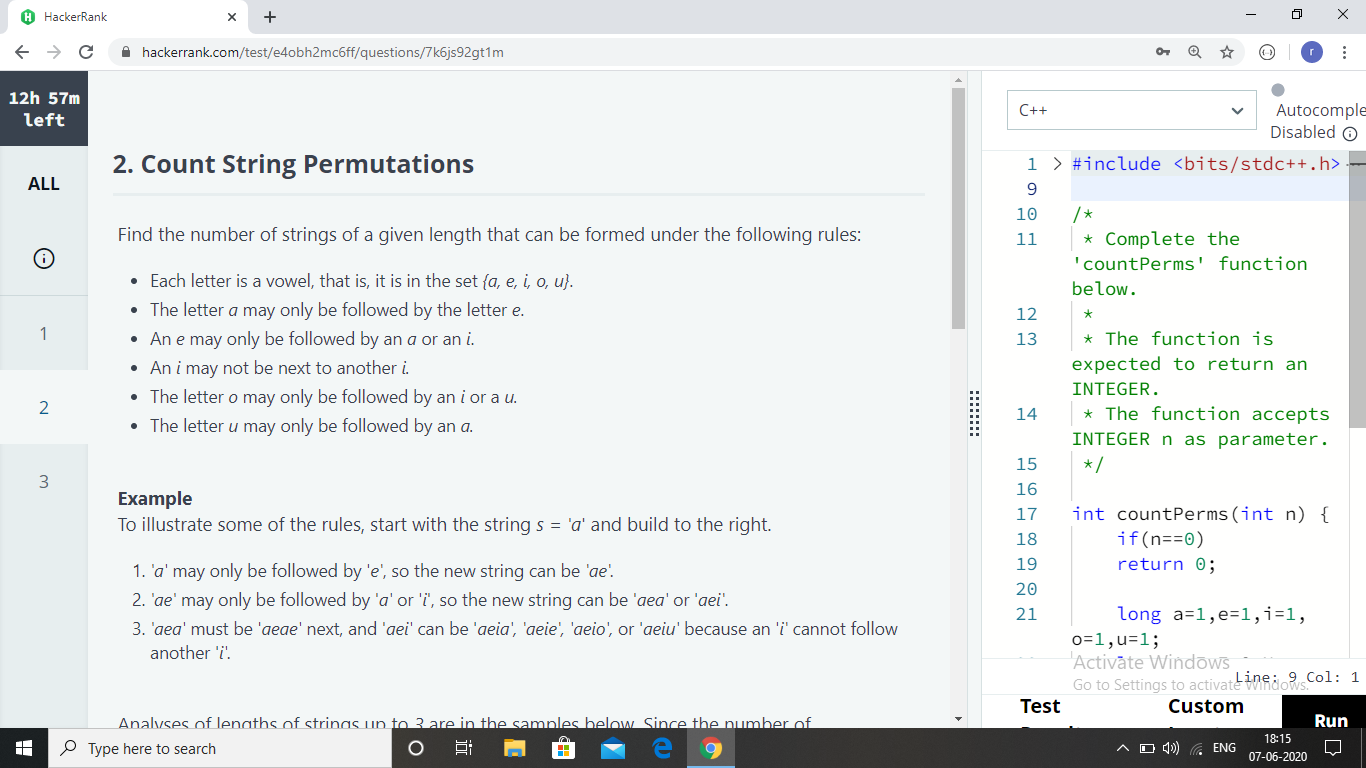 HackerRank
hackerrank.com/test/e4obh2mc6ff/questions/7k6js92gt1m
r
12h 57m
left
ALL
1
2
3
2. Count String Permutations
Find the number of strings of a given length that can be formed under the following rules:
• Each letter is a vowel, that is, it is in the set {a, e, i, o, u}.
• The letter a may only be followed by the letter e.
• An e may only be followed by an a or an i.
• An i may not be next to another i.
• The letter o may only be followed by an i or a u.
• The letter u may only be followed by an a.
Example
To illustrate some of the rules, start with the string s = 'a' and build to the right.
1. 'a' may only be followed by 'e', so the new string can be 'ae'.
2. 'ae' may only be followed by 'a' or 'i', so the new string can be 'aea' or 'aei'.
3. 'aea' must be 'aeae' next, and 'aei' can be 'aeia', 'aeie', 'aeio', or 'aeiu' because an 'i' cannot follow
another 'i'.
Analyses of lengths of strings up to 3 are in the samples below. Since the number of
C++
Autocomple
Disabled
1 > #include <bits/stdc++.h>
9
10 /*
11 * Complete the
'countPerms' function
below.
12 *
13 * The function is
expected to return an
INTEGER.
14 * The function accepts
INTEGER n as parameter.
15 */
16
17 int countPerms(int n) {
18 if(n==0)
19 return 0;
20
21 long a=1,e=1,i=1,
o=1,u=1;
Activate Windows
Go to Settings to activate Windows.
Line: 9 Col: 1
Test
Custom
Run
Type here to search
ENG
18:15
07-06-2020